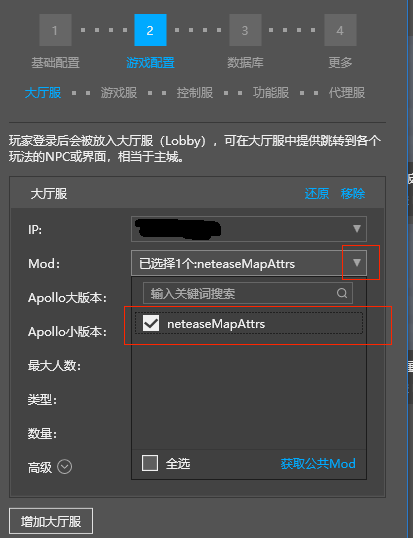 1 2 3 4
基础配置 游戏配置 数据库 更多
大厅服 游戏服 控制服 功能服 代理服
玩家登录后会被放入大厅服（Lobby），可在大厅服中提供跳转到各个
玩法的NPC或界面，相当于主城。
大厅服 还原 移除
IP:
Mod: 已选择1个:neteaseMapAttrs
Apollo大版本: 输入关键词搜索
Apollo小版本: neteaseMapAttrs
最大人数:
类型:
数量:
高级 全选 获取公共Mod
增加大厅服